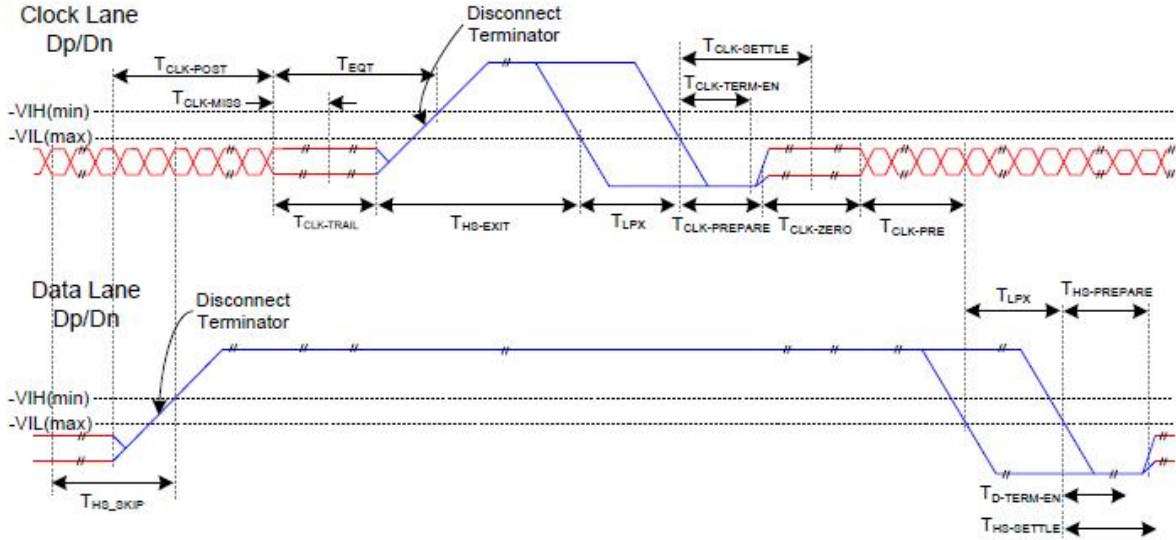 Clock Lane
Dp/Dn
Disconnect
Terminator
TCLK-POST
TEQT
TCLK-SETTLE
TCLK-MISS
TCLK-TERM-EN
-VIH(min)
-VIL(max)
TCLK-TRAIL
THS-EXIT
TLPX
TCLK-PREPARE
TCLK-ZERO
TCLK-PRE
Data Lane
Dp/Dn
Disconnect
Terminator
TLPX
THS-PREPARE
-VIH(min)
-VIL(max)
THS_SKIP
TD-TERM-EN
THS-SETTLE